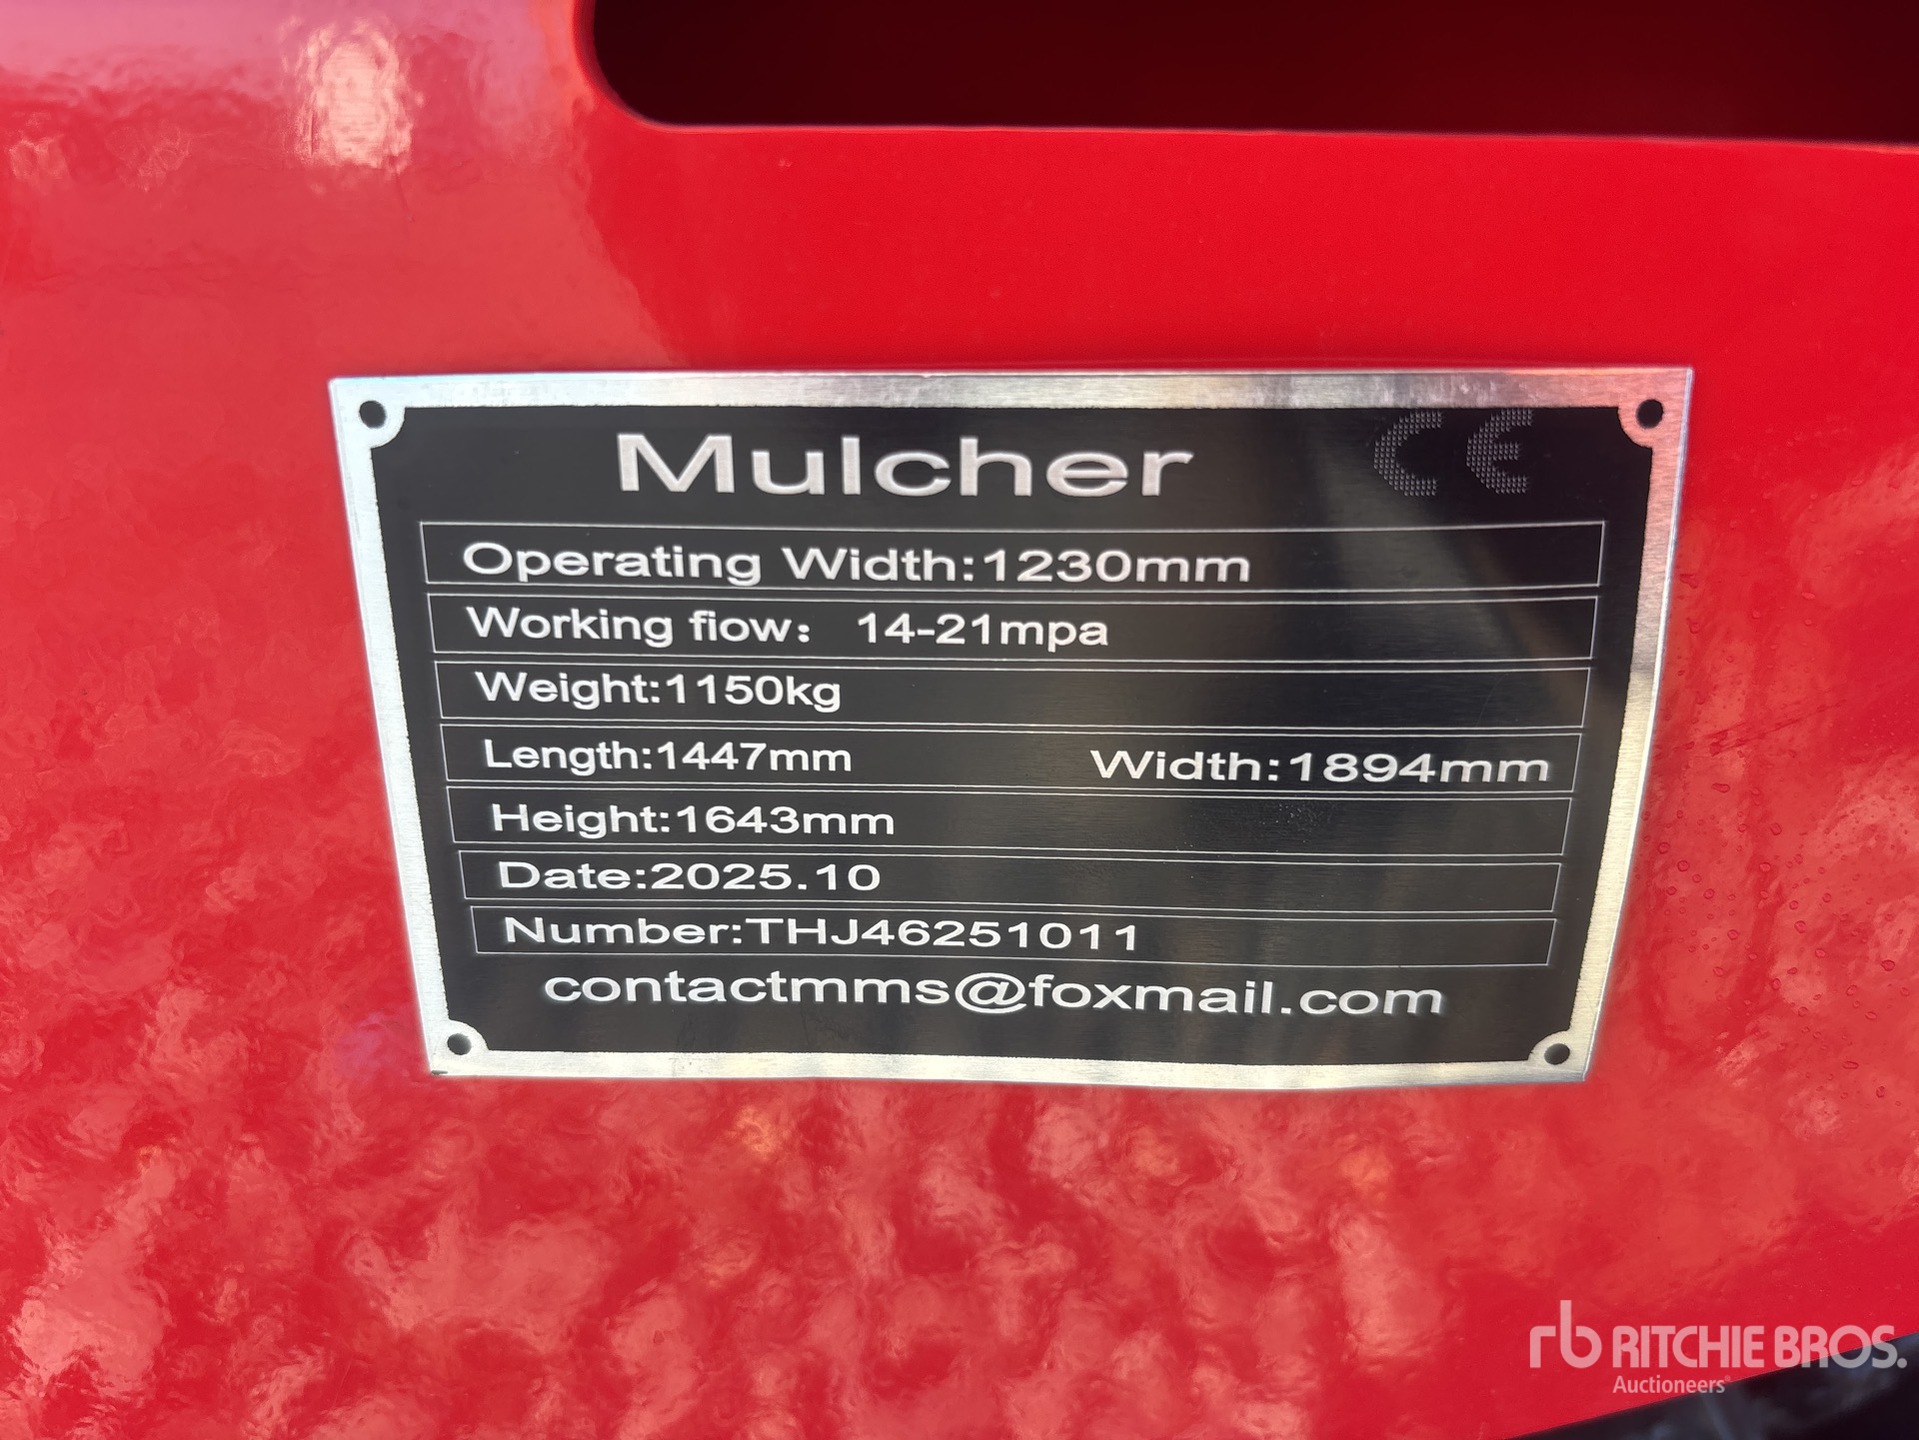 Mulcher CE
Operating Width:1230mm
Working fiow: 14-21mpa
Weight:1150kg
Length:1447mm Width:1894mm
Height:1643mm
Date:2025.10
Number:THJ46251011
contactmms@foxmail.com
rb RITCHIE BROS.
Auctioneers